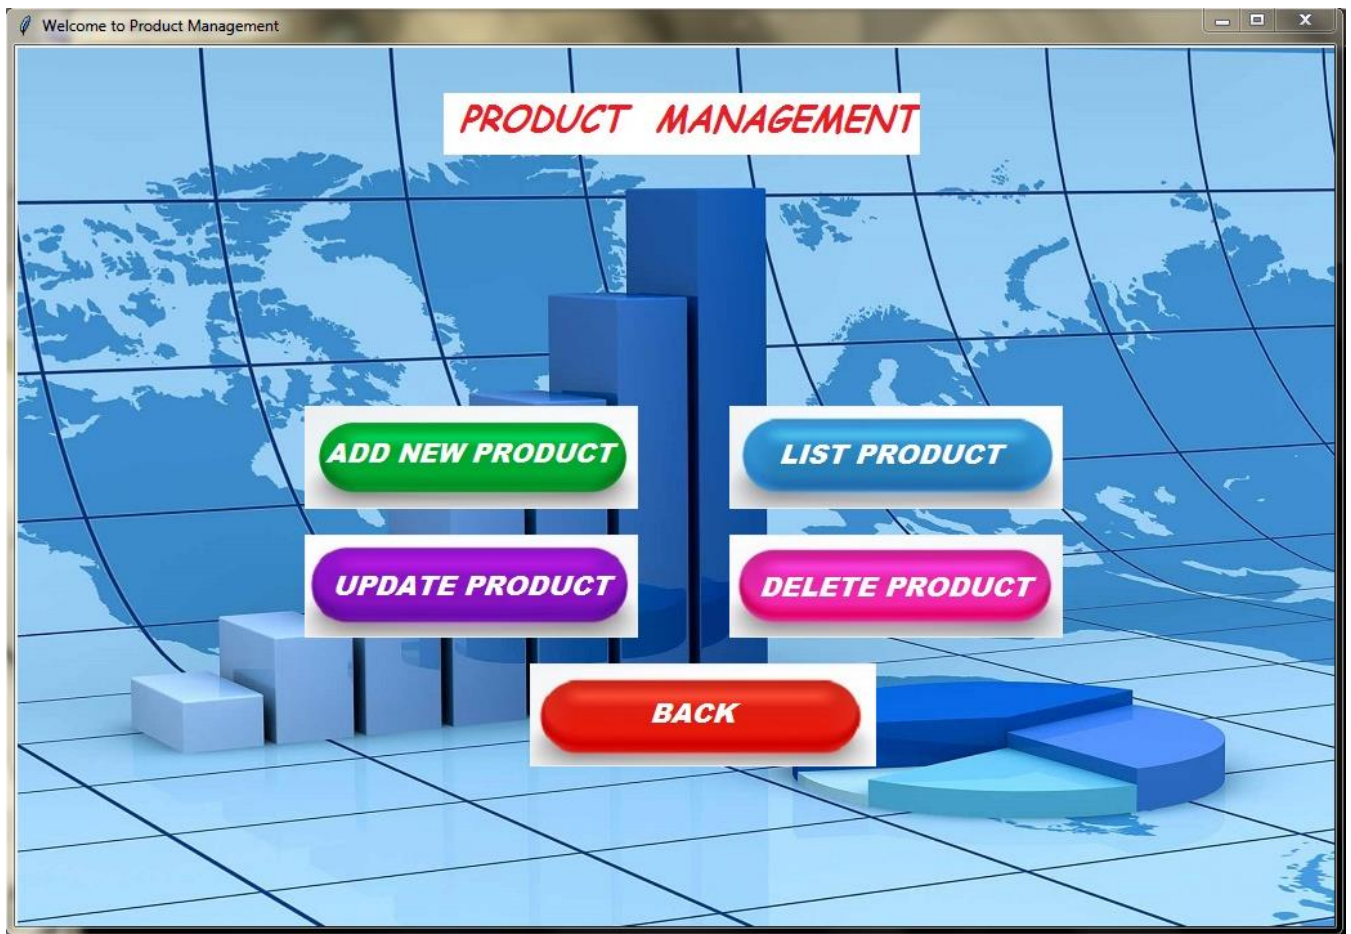 Welcome to Product Management
PRODUCT MANAGEMENT
ADD NEW PRODUCT
LIST PRODUCT
UPDATE PRODUCT
DELETE PRODUCT
BACK